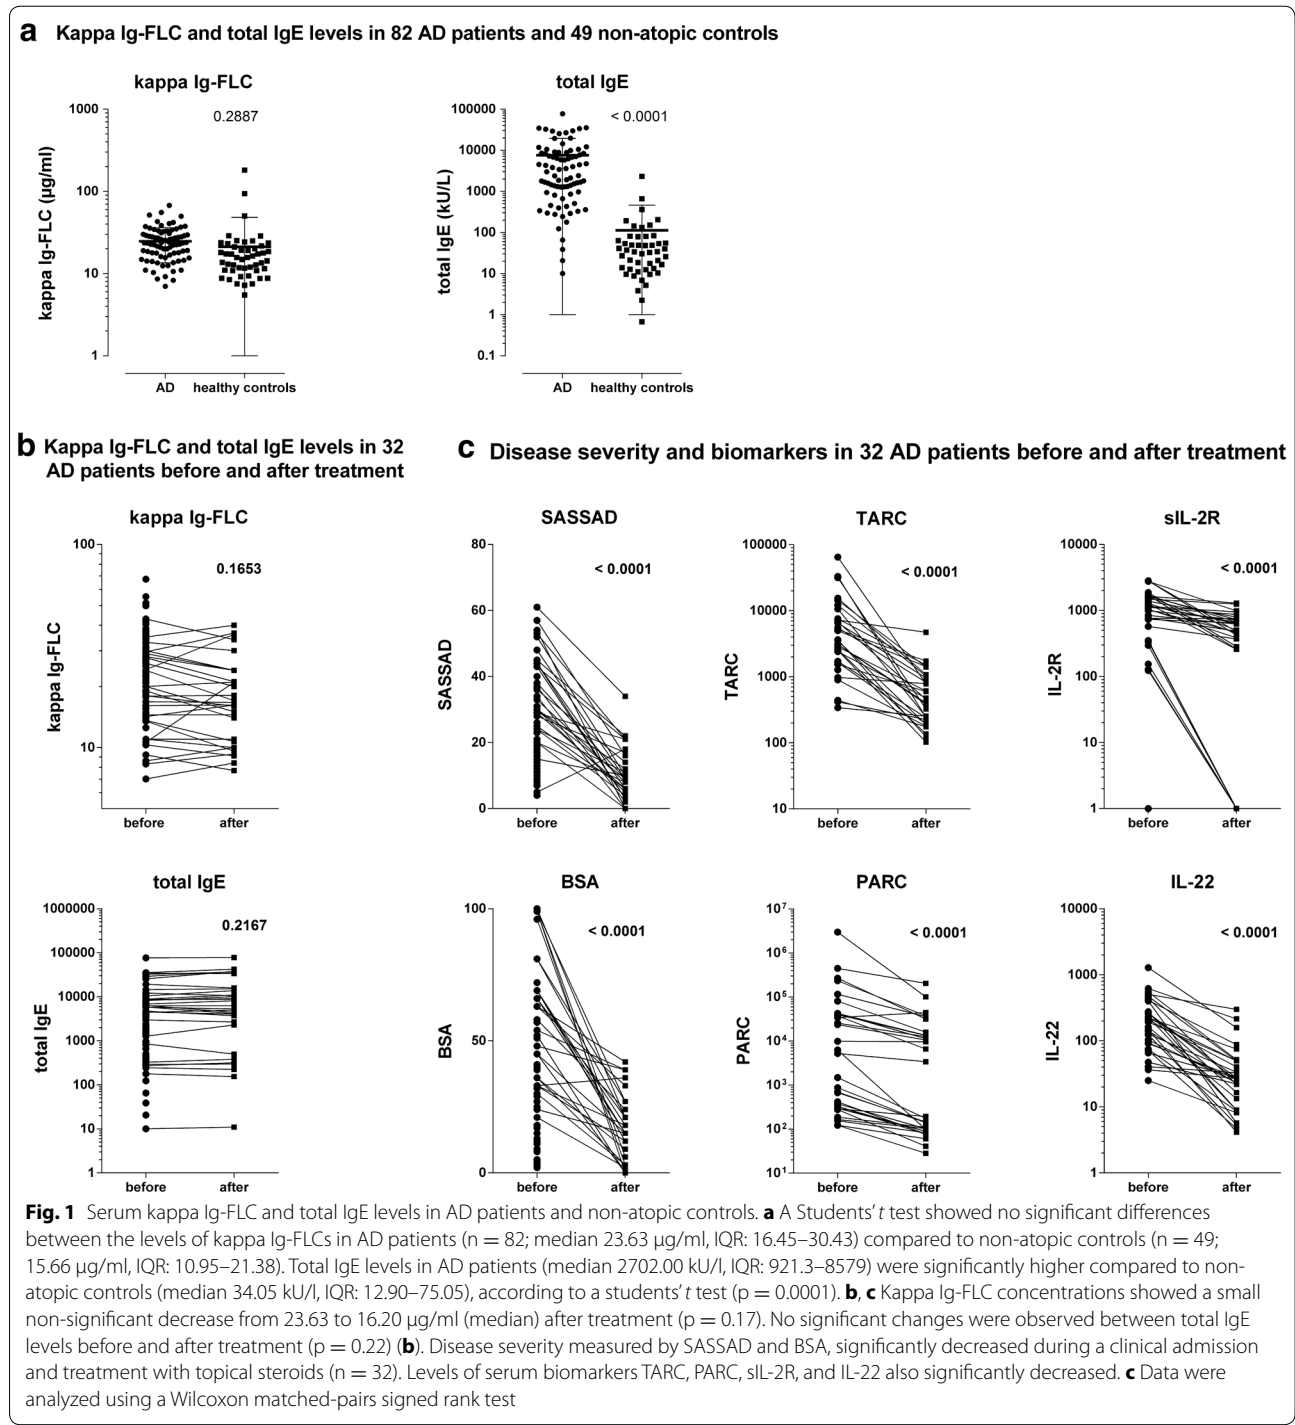 a Kappa Ig-FLC and total IgE levels in 82 AD patients and 49 non-atopic controls
kappa Ig-FLC
0.2887
kappa Ig-FLC (µg/ml)
1000
100
10
1
AD healthy controls
total IgE
< 0.0001
total IgE (kU/L)
100000
10000
1000
100
10
1
0.1
AD healthy controls
b Kappa Ig-FLC and total IgE levels in 32
AD patients before and after treatment
kappa Ig-FLC
0.1653
kappa Ig-FLC
100
10
before after
total IgE
0.2167
total IgE
1000000
100000
10000
1000
100
10
1
before after
c Disease severity and biomarkers in 32 AD patients before and after treatment
SASSAD
< 0.0001
SASSAD
80
60
40
20
0
before after
TARC
< 0.0001
TARC
100000
10000
1000
100
10
before after
sIL-2R
< 0.0001
IL-2R
10000
1000
100
10
1
before after
BSA
< 0.0001
BSA
100
50
0
before after
PARC
< 0.0001
PARC
10⁷
10⁶
10⁵
10⁴
10³
10²
10¹
before after
IL-22
< 0.0001
IL-22
10000
1000
100
10
1
before after
Fig. 1 Serum kappa Ig-FLC and total IgE levels in AD patients and non-atopic controls. a A Students' t test showed no significant differences
between the levels of kappa Ig-FLCs in AD patients (n = 82; median 23.63 µg/ml, IQR: 16.45–30.43) compared to non-atopic controls (n = 49;
15.66 µg/ml, IQR: 10.95–21.38). Total IgE levels in AD patients (median 2702.00 kU/l, IQR: 921.3–8579) were significantly higher compared to non-
atopic controls (median 34.05 kU/l, IQR: 12.90–75.05), according to a students' t test (p = 0.0001). b, c Kappa Ig-FLC concentrations showed a small
non-significant decrease from 23.63 to 16.20 µg/ml (median) after treatment (p = 0.17). No significant changes were observed between total IgE
levels before and after treatment (p = 0.22) (b). Disease severity measured by SASSAD and BSA, significantly decreased during a clinical admission
and treatment with topical steroids (n = 32). Levels of serum biomarkers TARC, PARC, sIL-2R, and IL-22 also significantly decreased. c Data were
analyzed using a Wilcoxon matched-pairs signed rank test